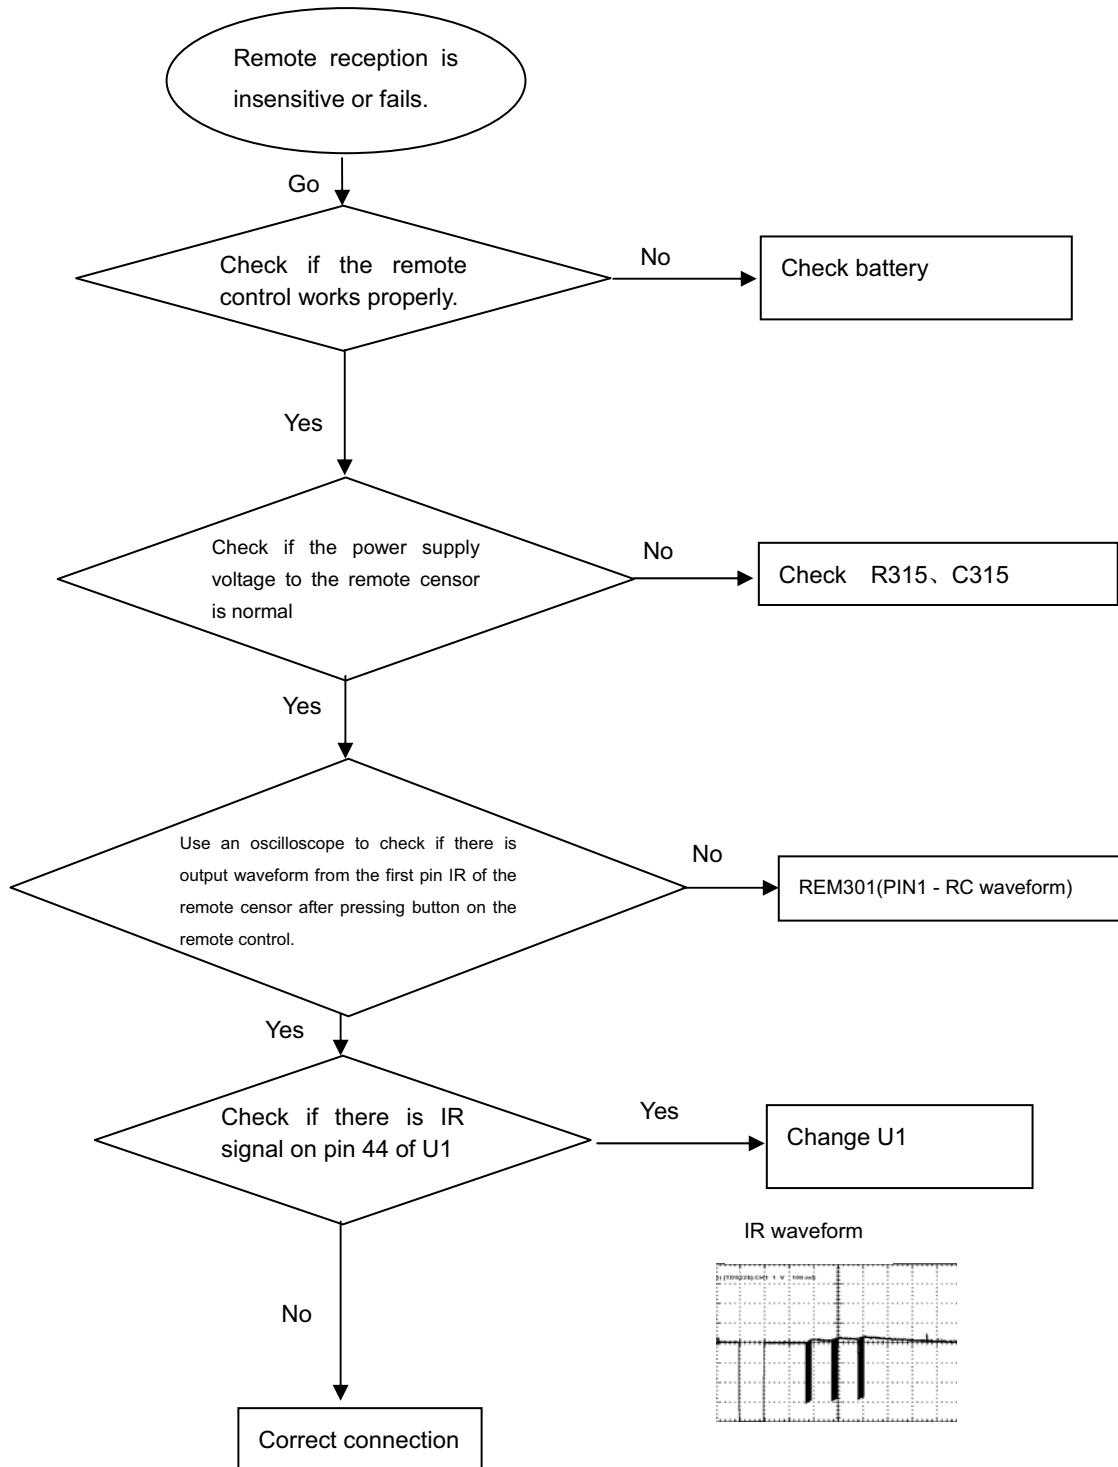 Remote reception is
insensitive or fails.
Go
Check if the remote
control works properly.
No
Check battery
Yes
Check if the power supply
voltage to the remote censor
is normal
No
Check R315、C315
Yes
Use an oscilloscope to check if there is
output waveform from the first pin IR of the
remote censor after pressing button on the
remote control.
No
REM301(PIN1 - RC waveform)
Yes
Check if there is IR
signal on pin 44 of U1
Yes
Change U1
IR waveform
No
Correct connection